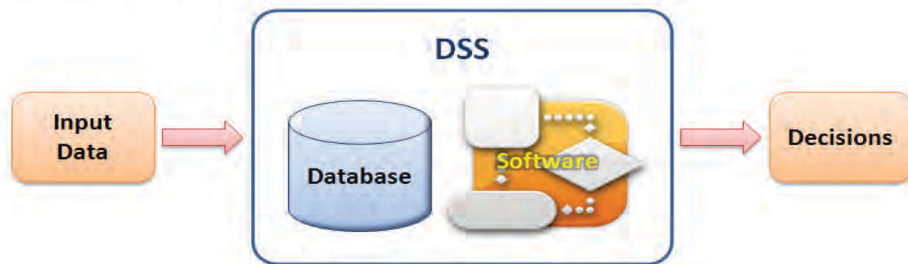 DSS
Input
Data
Database
Software
Decisions